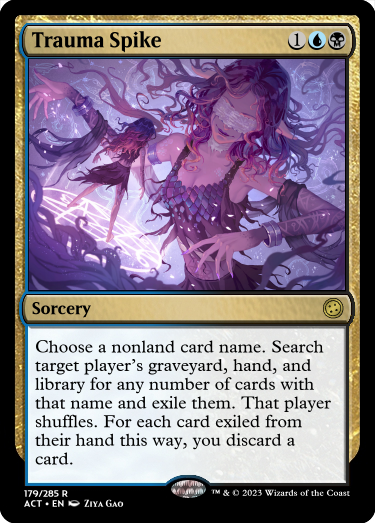 Trauma Spike 1
Sorcery
Choose a nonland card name. Search
target player's graveyard, hand, and
library for any number of cards with
that name and exile them. That player
shuffles. For each card exiled from
their hand this way, you discard a
card.
179/285 R
ACT • EN Ziya Gao
™ & © 2023 Wizards of the Coast